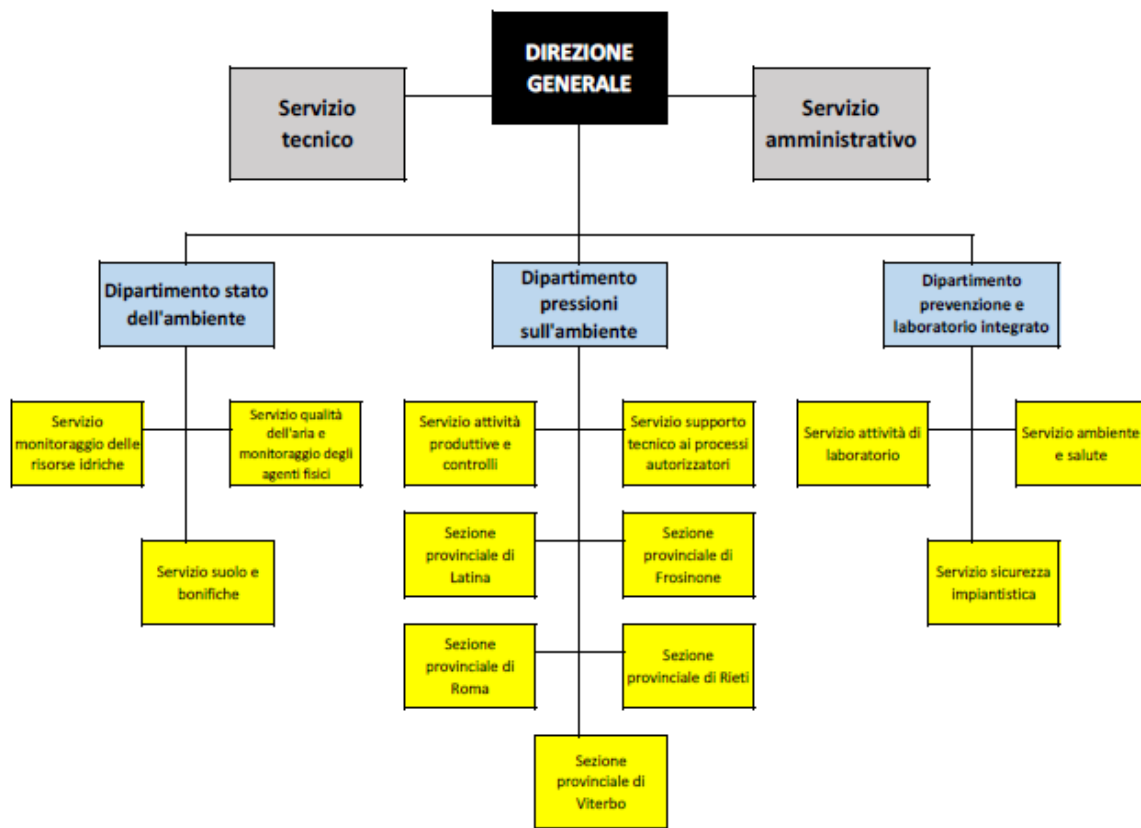 DIREZIONE
GENERALE
Servizio
tecnico
Servizio
amministrativo
Dipartimento stato
dell'ambiente
Dipartimento
pressioni
sull'ambiente
Dipartimento
prevenzione e
laboratorio integrato
Servizio
monitoraggio delle
risorse idriche
Servizio qualità
dell'aria e
monitoraggio degli
agenti fisici
Servizio attività
produttive e
controlli
Servizio supporto
tecnico ai processi
autorizzatori
Servizio attività di
laboratorio
Servizio ambiente
e salute
Servizio suolo e
bonifiche
Sezione
provinciale di
Latina
Sezione
provinciale di
Frosinone
Servizio sicurezza
impiantistica
Sezione
provinciale di
Roma
Sezione
provinciale di Rieti
Sezione
provinciale di
Viterbo